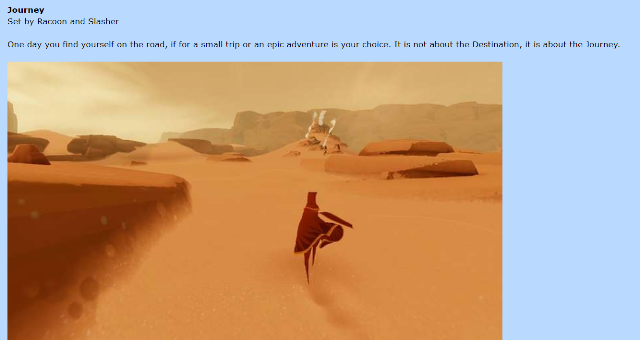 Journey
Set by Racoon and Slasher
One day you find yourself on the road, if for a small trip or an epic adventure is your choice. It is not about the Destination, it is about the Journey.